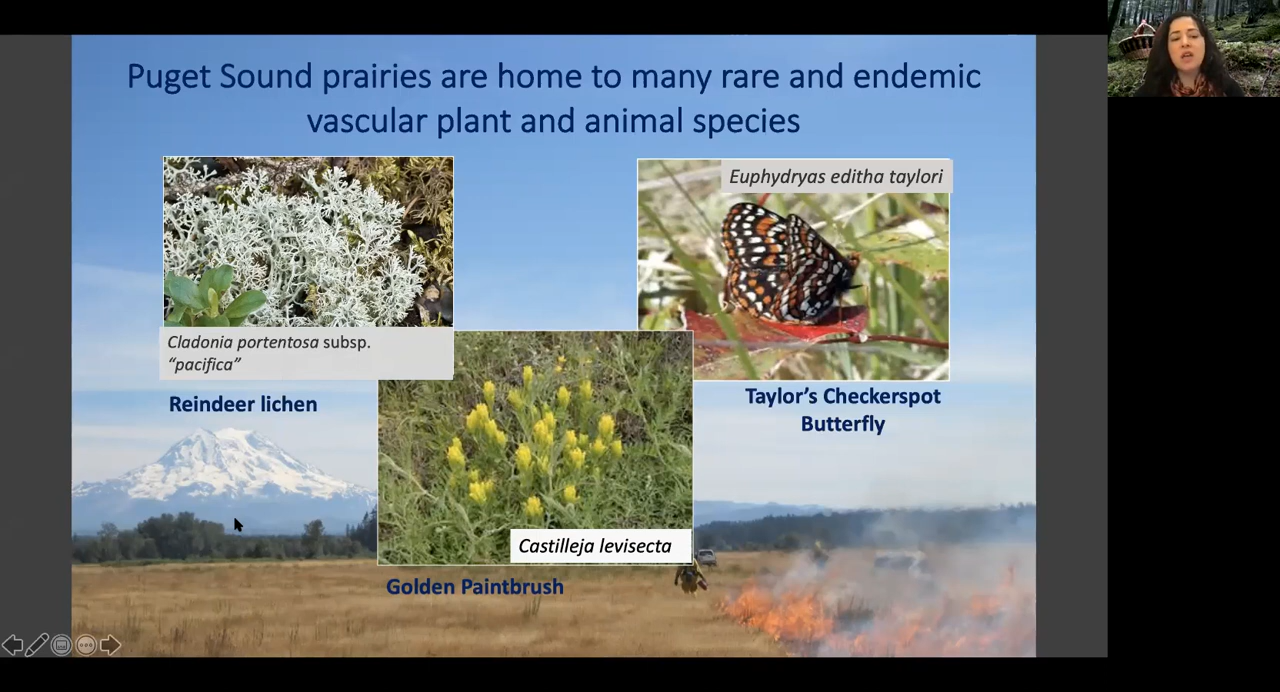 Puget Sound prairies are home to many rare and endemic
vascular plant and animal species
Euphydryas editha taylori
Cladonia portentosa subsp.
“pacifica”
Reindeer lichen
Taylor’s Checkerspot
Butterfly
Castilleja levisecta
Golden Paintbrush